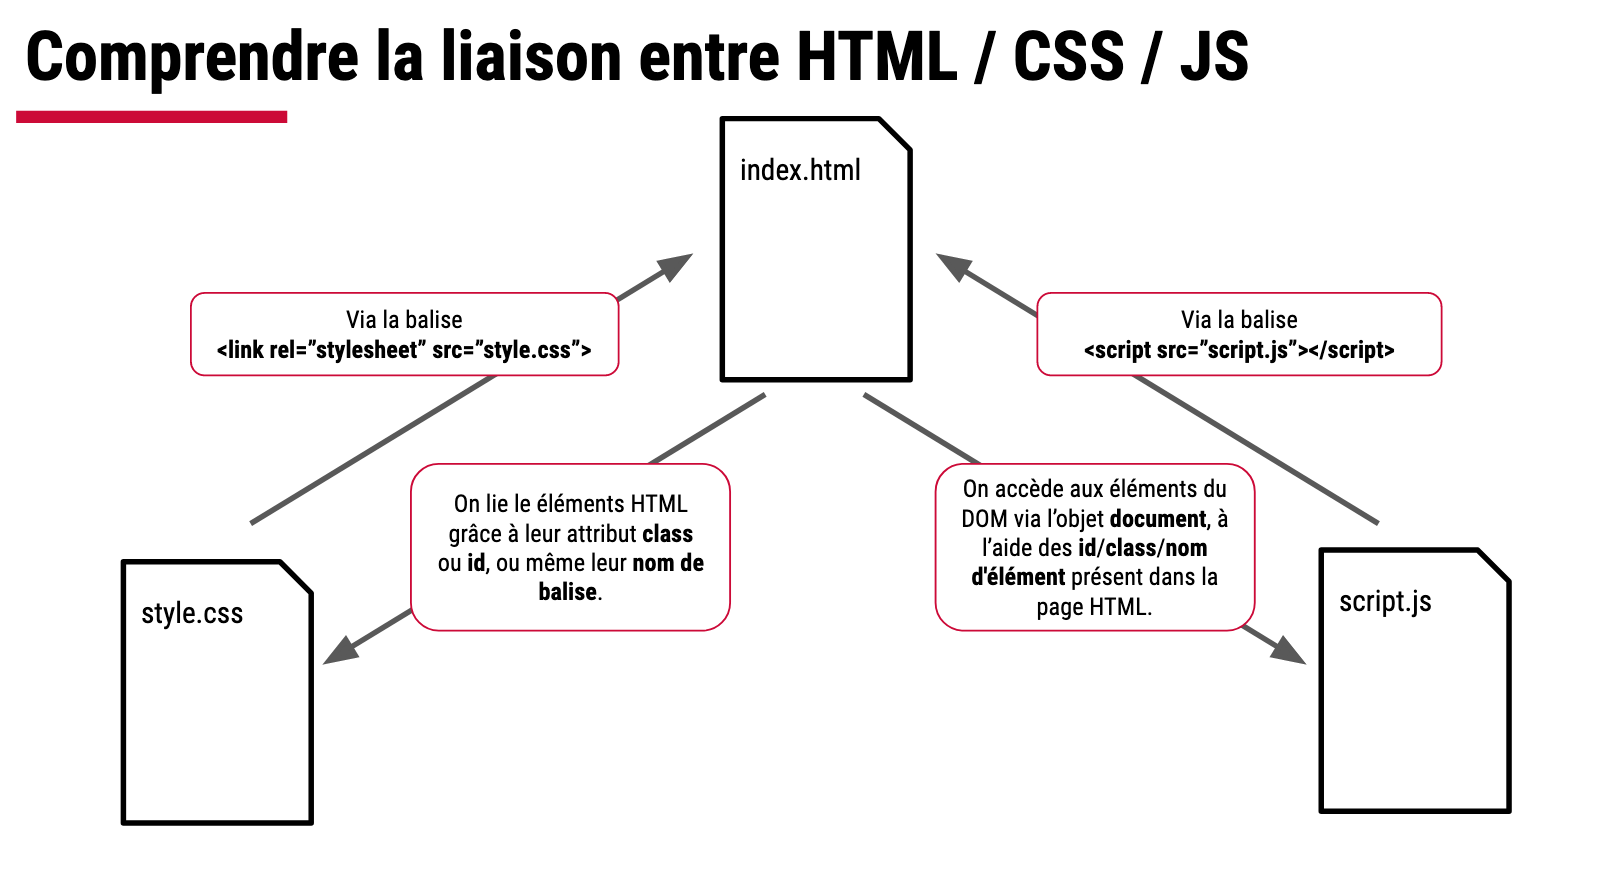 Comprendre la liaison entre HTML / CSS / JS
index.html
Via la balise
<link rel=”stylesheet” src=”style.css”>
Via la balise
<script src=”script.js”></script>
On lie le éléments HTML
grâce à leur attribut class
ou id, ou même leur nom de
balise.
On accède aux éléments du
DOM via l’objet document, à
l’aide des id/class/nom
d'élément présent dans la
page HTML.
style.css
script.js